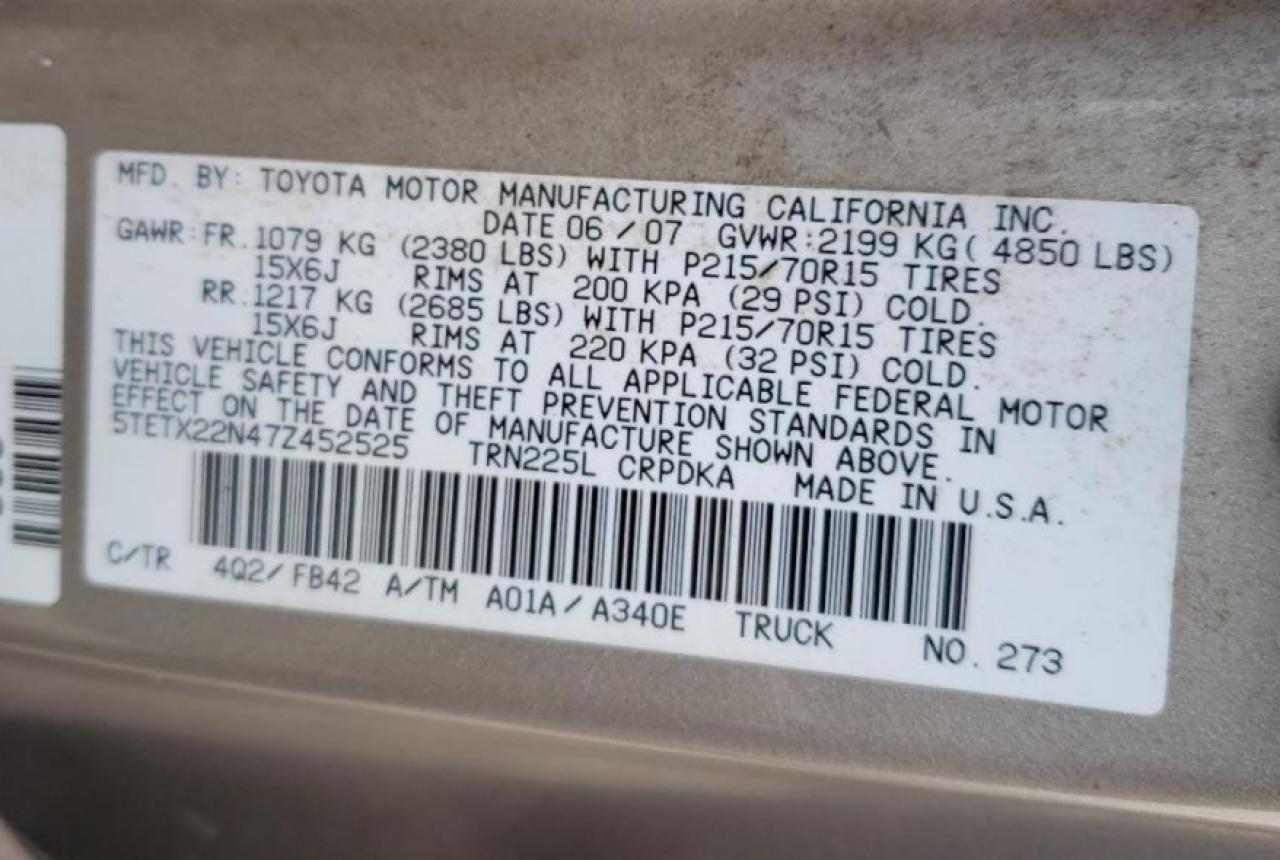 MFD. BY: TOYOTA MOTOR MANUFACTURING CALIFORNIA INC.
DATE 06/07 GVWR:2199 KG( 4850 LBS)
GAWR:FR.1079 KG (2380 LBS) WITH P215/70R15 TIRES
15X6J RIMS AT 200 KPA (29 PSI) COLD.
RR.1217 KG (2685 LBS) WITH P215/70R15 TIRES
15X6J RIMS AT 220 KPA (32 PSI) COLD.
THIS VEHICLE CONFORMS TO ALL APPLICABLE FEDERAL MOTOR
VEHICLE SAFETY AND THEFT PREVENTION STANDARDS IN
EFFECT ON THE DATE OF MANUFACTURE SHOWN ABOVE.
5TETX22N47Z452525 TRN225L CRPDKA MADE IN U.S.A.
C/TR 4Q2/FB42 A/TM A01A/A340E TRUCK NO. 273